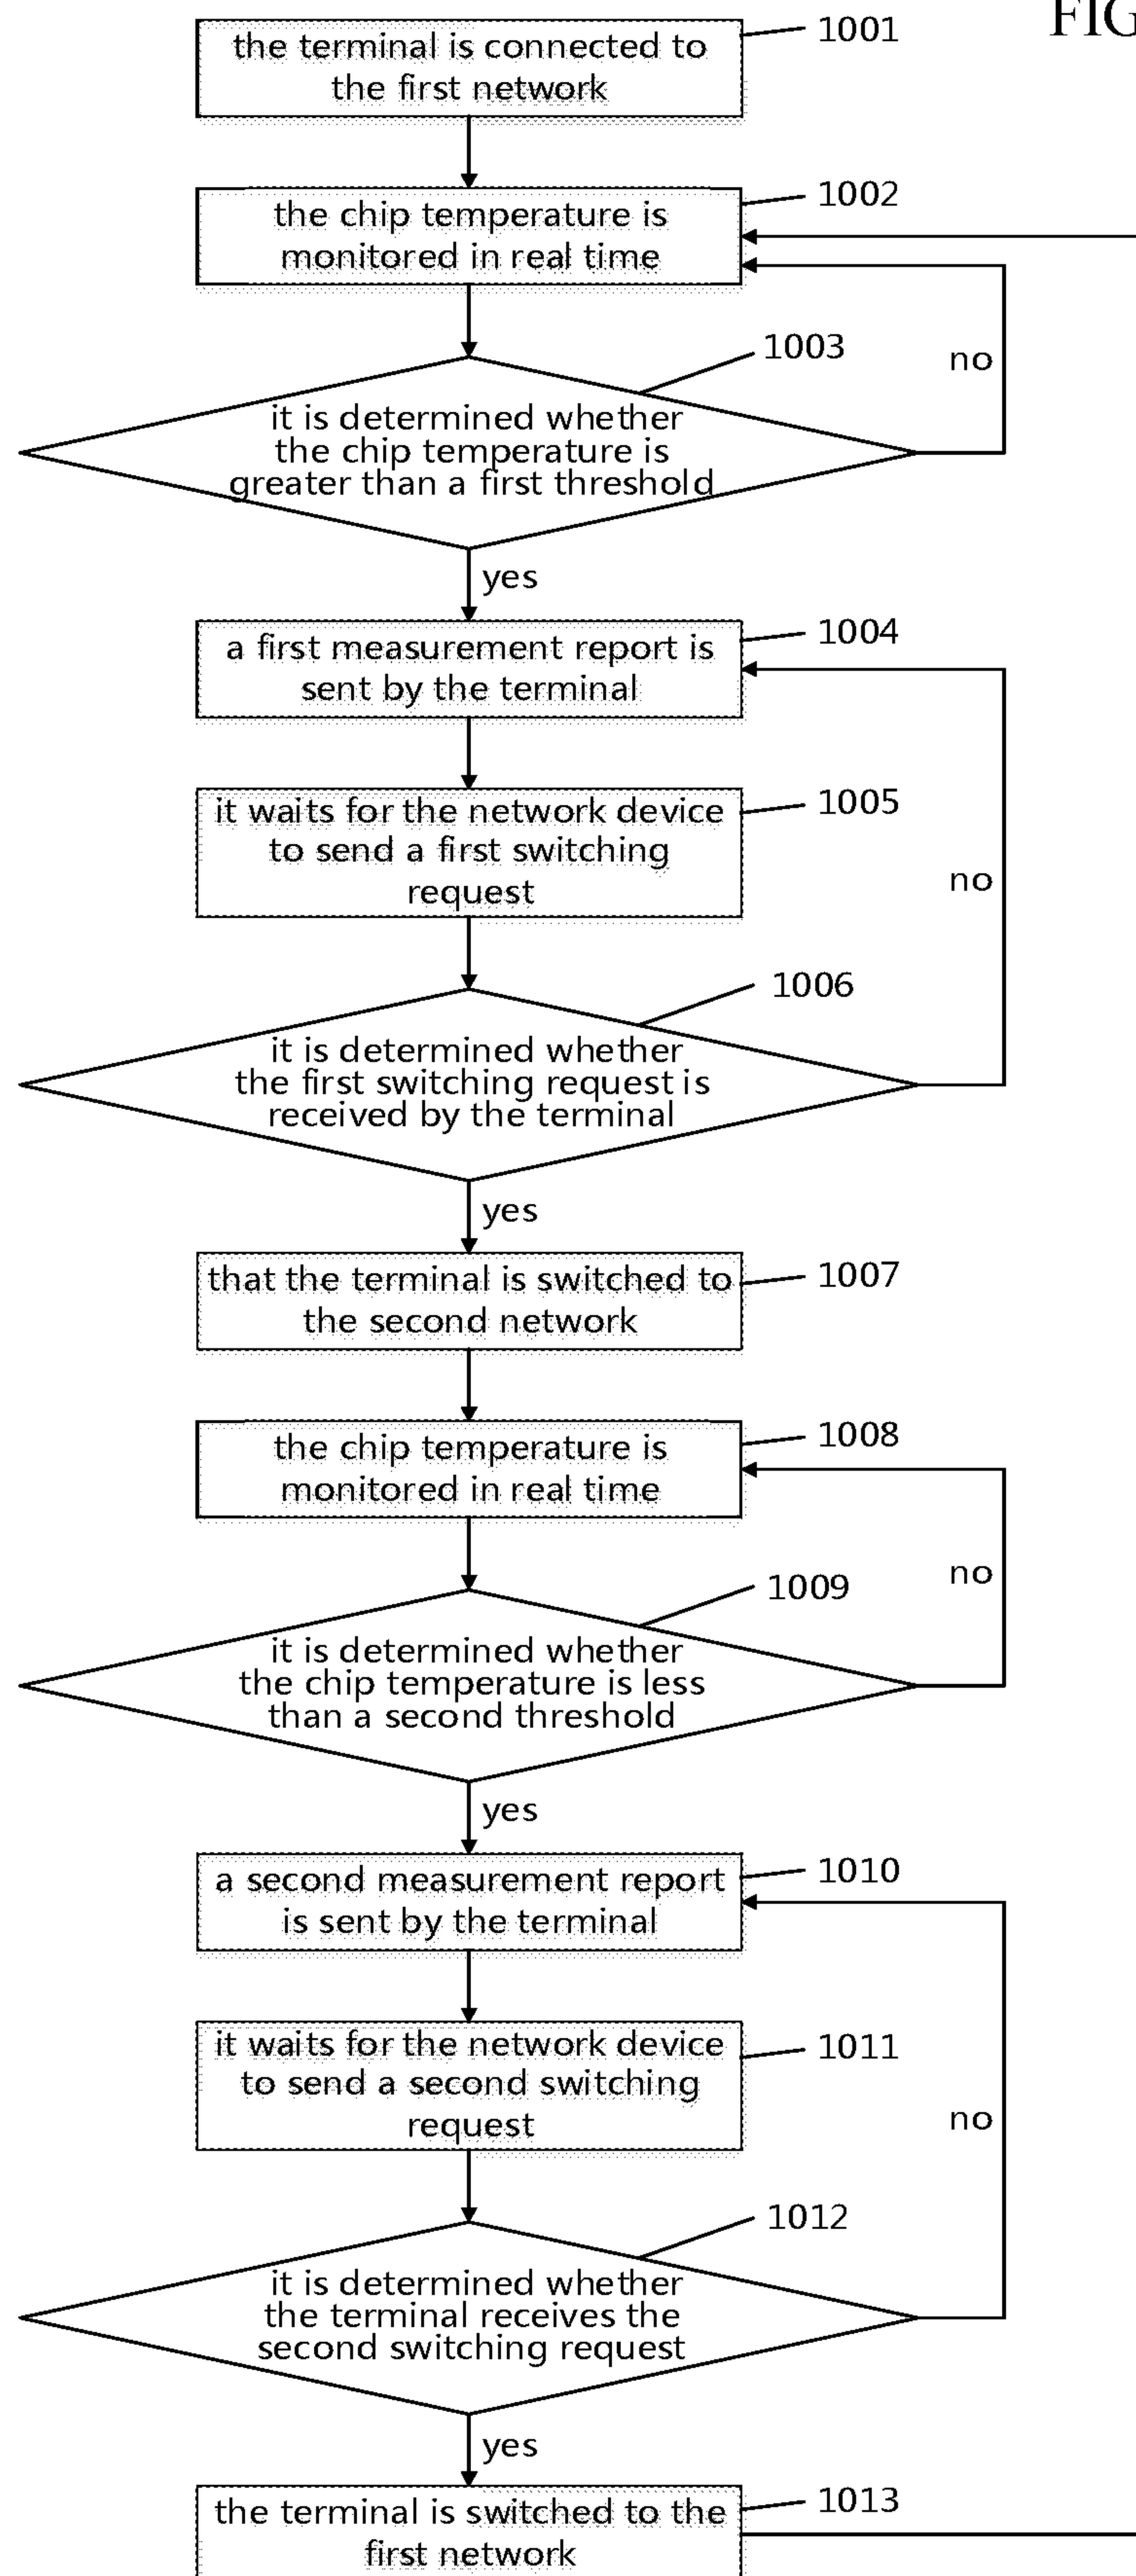 FIG
the terminal is connected to
the first network
1001
the chip temperature is
monitored in real time
1002
it is determined whether
the chip temperature is
greater than a first threshold
1003
no
yes
a first measurement report is
sent by the terminal
1004
it waits for the network device
to send a first switching
request
1005
no
it is determined whether
the first switching request is
received by the terminal
1006
yes
that the terminal is switched to
the second network
1007
the chip temperature is
monitored in real time
1008
no
it is determined whether
the chip temperature is less
than a second threshold
1009
yes
a second measurement report
is sent by the terminal
1010
it waits for the network device
to send a second switching
request
1011
no
it is determined whether
the terminal receives the
second switching request
1012
yes
the terminal is switched to the
first network
1013